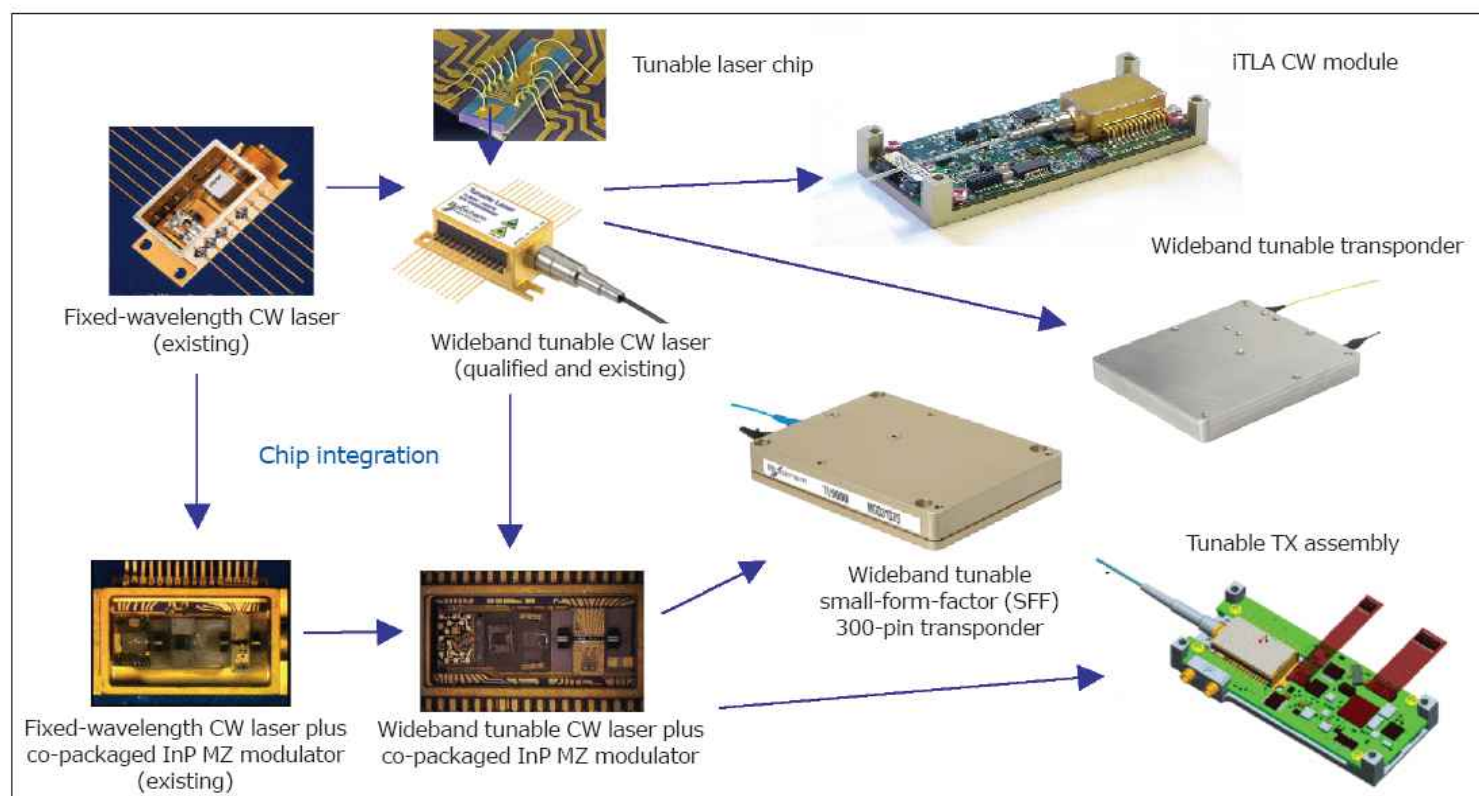 Tunable laser chip
iTLA CW module
Tunable Laser
Wideband tunable transponder
Fixed-wavelength CW laser
(existing)
Wideband tunable CW laser
(qualified and existing)
Chip integration
Tunable TX assembly
Wideband tunable
small-form-factor (SFF)
300-pin transponder
Fixed-wavelength CW laser plus
co-packaged InP MZ modulator
(existing)
Wideband tunable CW laser plus
co-packaged InP MZ modulator